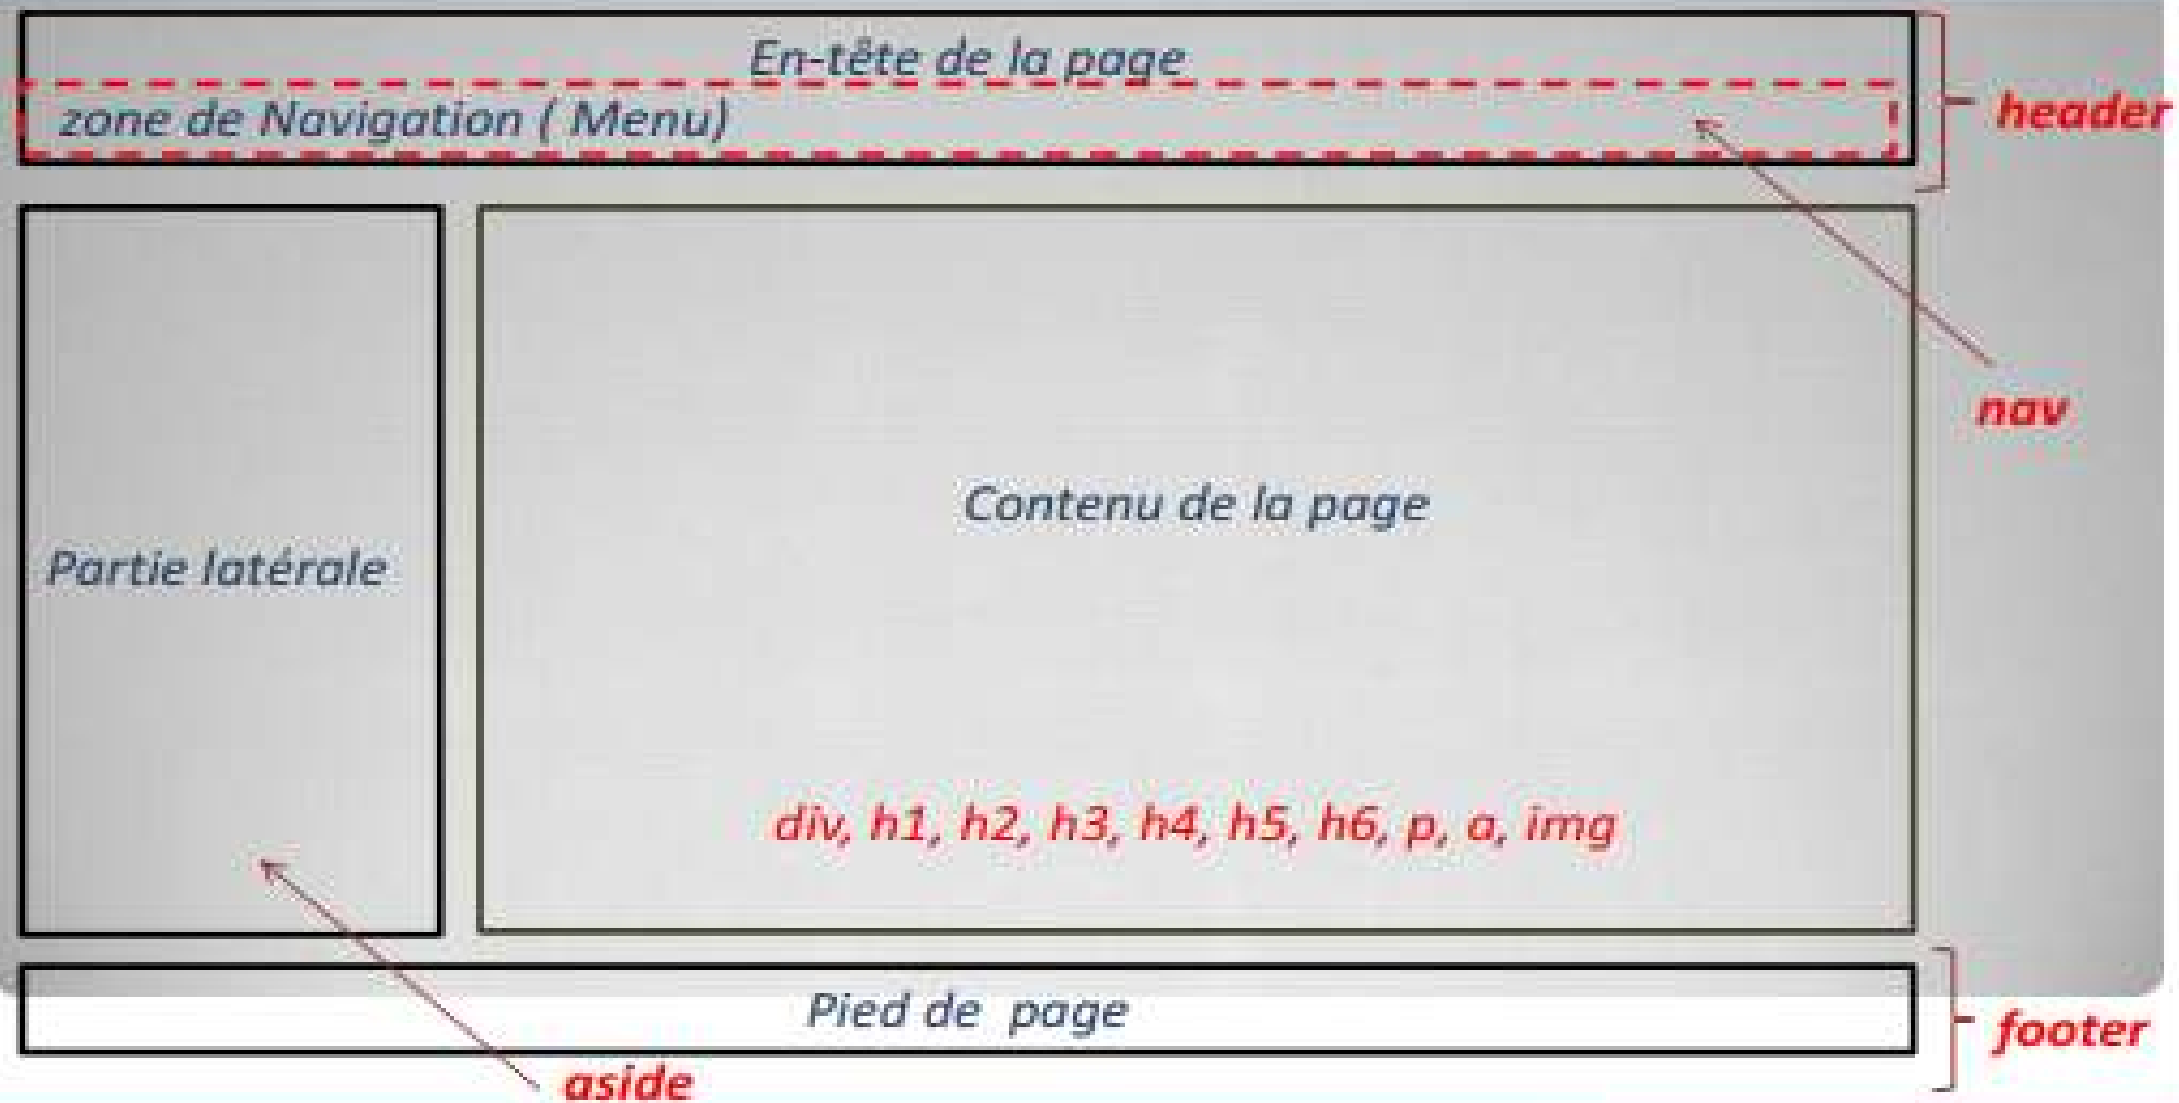 En-tête de la page
zone de Navigation ( Menu)
header
nav
Contenu de la page
Partie latérale
div, h1, h2, h3, h4, h5, h6, p, a, img
Pied de page
footer
aside